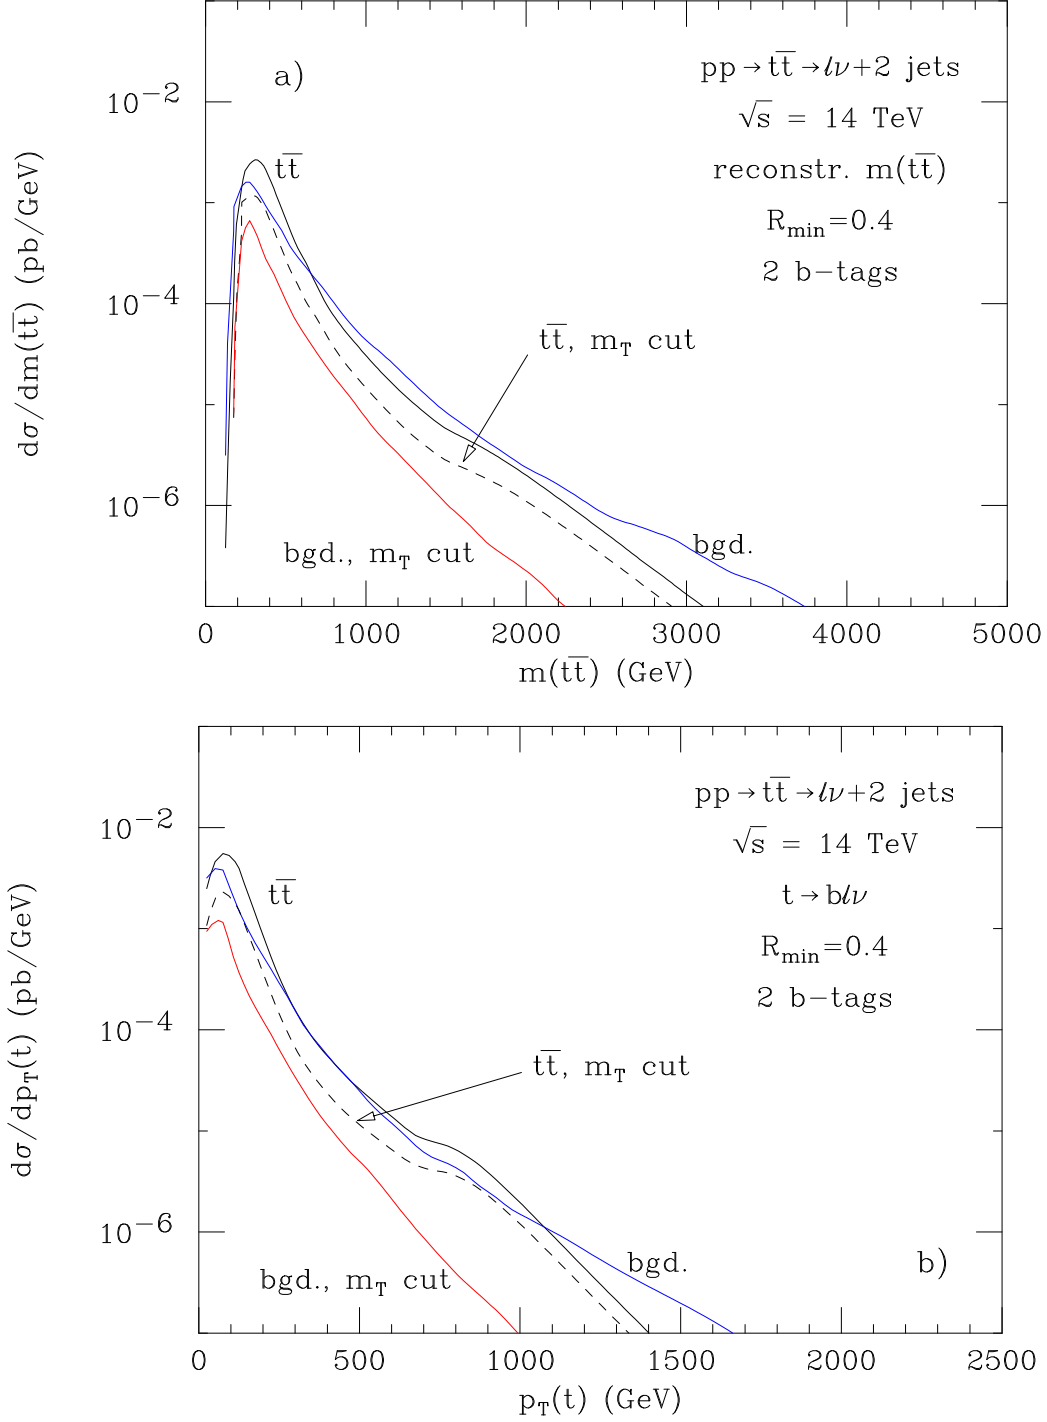 a)
pp→tt̅→lν+2 jets
√s = 14 TeV
reconstr. m(tt̅)
R_min=0.4
2 b−tags
tt̅
tt̅, m_T cut
bgd., m_T cut
bgd.
10^−2
10^−4
10^−6
dσ/dm(tt̅) (pb/GeV)
0 1000 2000 3000 4000 5000
m(tt̅) (GeV)
pp→tt̅→lν+2 jets
√s = 14 TeV
t→blν
R_min=0.4
2 b−tags
tt̅
tt̅, m_T cut
bgd., m_T cut
bgd.
b)
10^−2
10^−4
10^−6
dσ/dp_T(t) (pb/GeV)
0 500 1000 1500 2000 2500
p_T(t) (GeV)